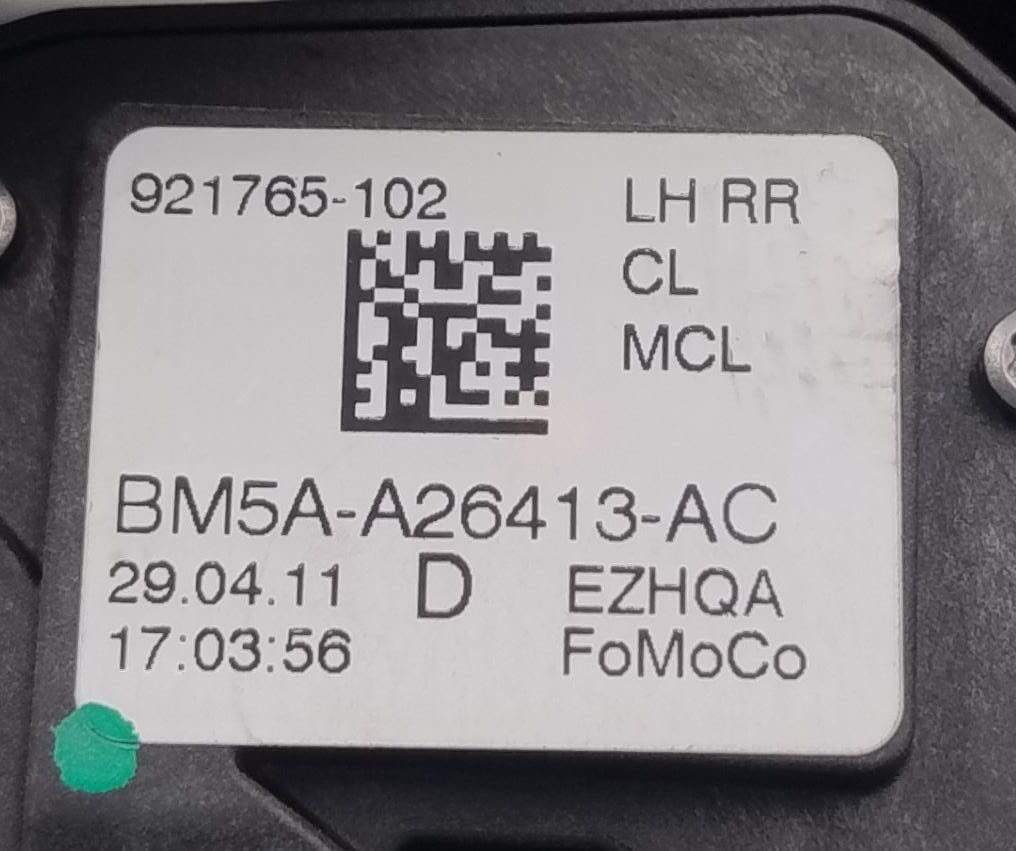 921765-102 LH RR
CL
MCL
BM5A-A26413-AC
29.04.11 D EZHQA
17:03:56 FoMoCo